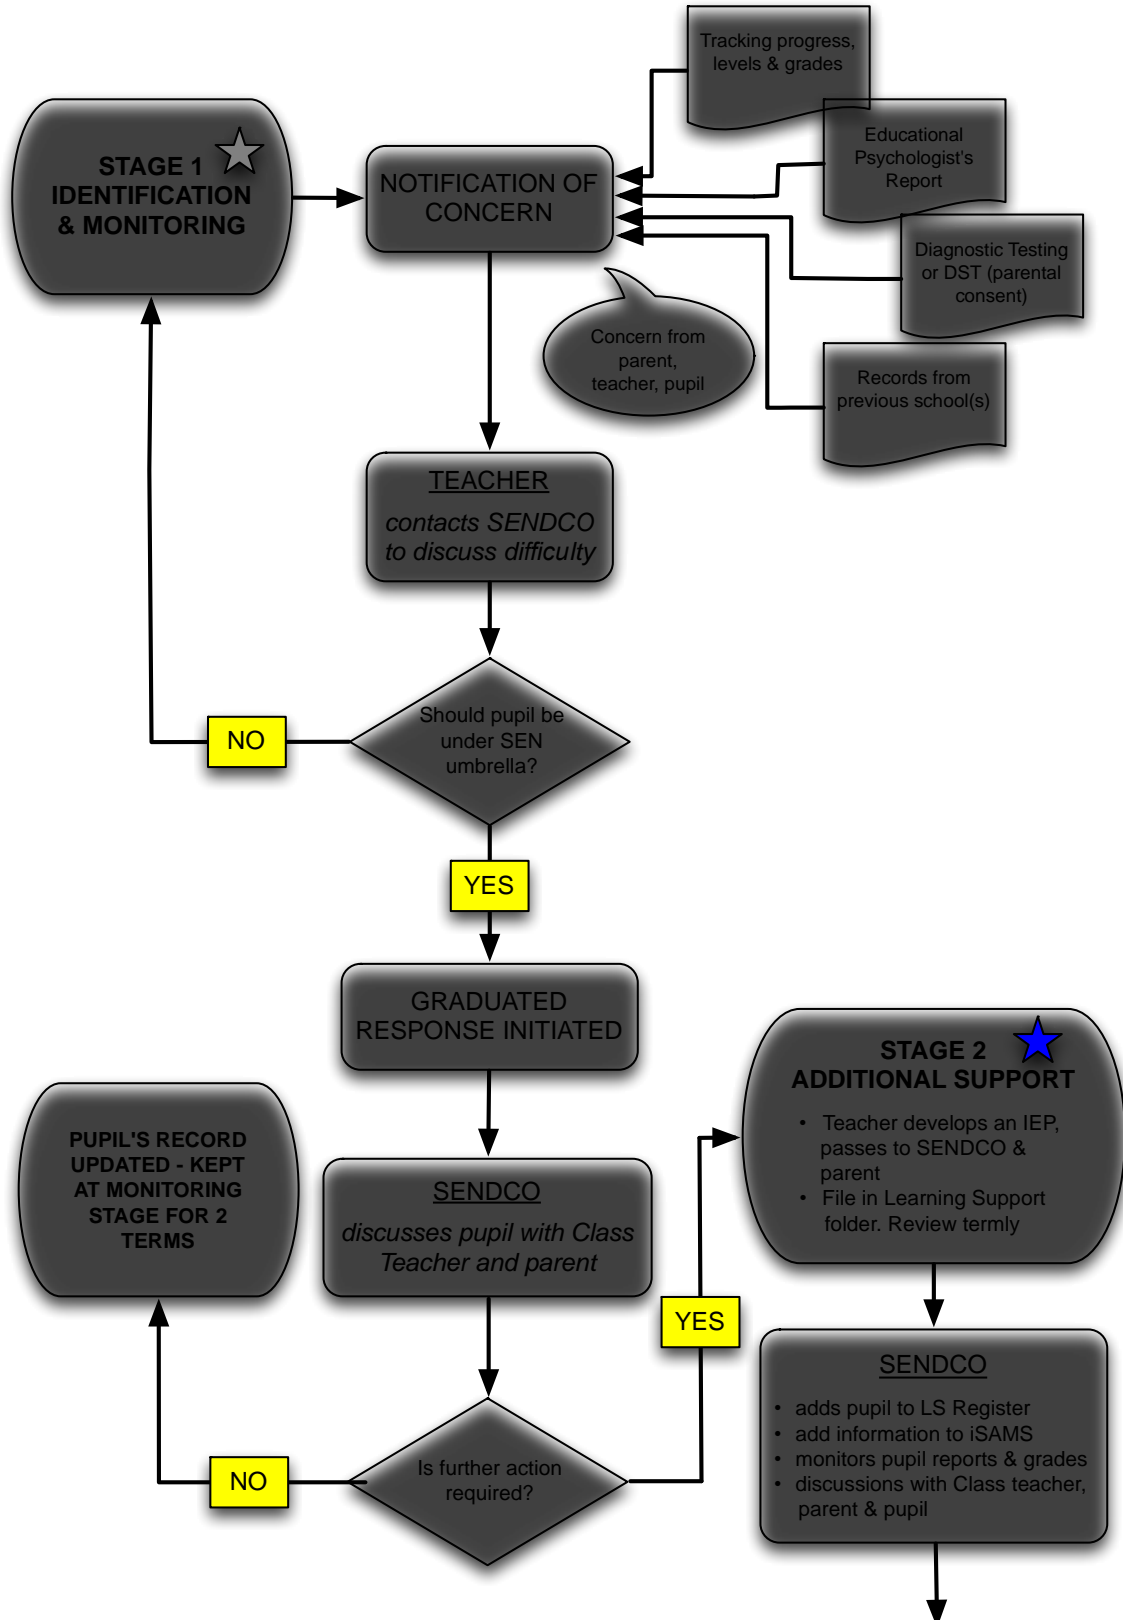 Tracking progress,
levels & grades
Educational
Psychologist's
Report
STAGE 1
IDENTIFICATION
& MONITORING
NOTIFICATION OF
CONCERN
Diagnostic Testing
or DST (parental
consent)
Concern from
parent,
teacher, pupil
Records from
previous school(s)
TEACHER
contacts SENDCO
to discuss difficulty
Should pupil be
under SEN
umbrella?
NO
YES
GRADUATED
RESPONSE INITIATED
STAGE 2
ADDITIONAL SUPPORT
• Teacher develops an IEP,
passes to SENDCO &
parent
• File in Learning Support
folder. Review termly
PUPIL'S RECORD
UPDATED - KEPT
AT MONITORING
STAGE FOR 2
TERMS
SENDCO
discusses pupil with Class
Teacher and parent
YES
SENDCO
• adds pupil to LS Register
• add information to iSAMS
• monitors pupil reports & grades
• discussions with Class teacher,
parent & pupil
Is further action
required?
NO